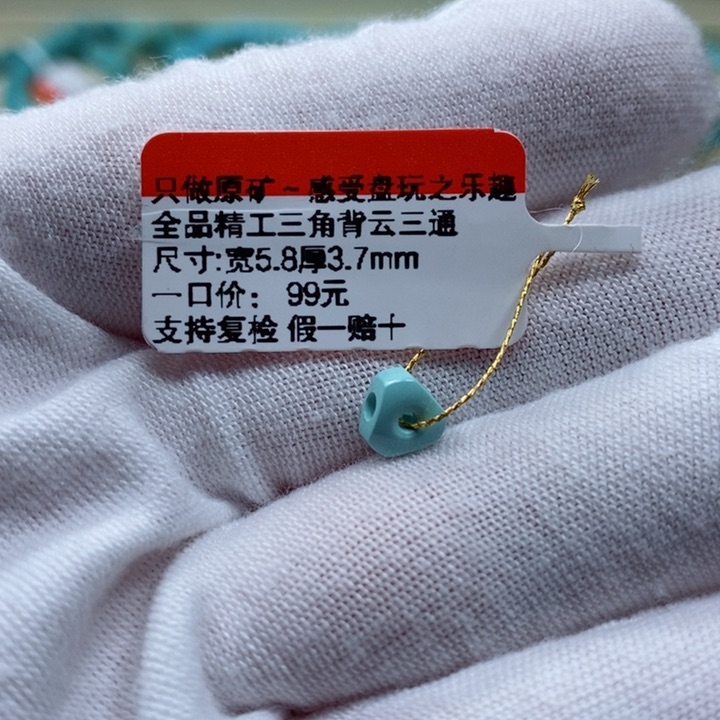 只做原矿~感受盘玩之乐趣
全品精工三角背云三通
尺寸:宽5.8厚3.7mm
一口价： 99元
支持复检 假一赔十